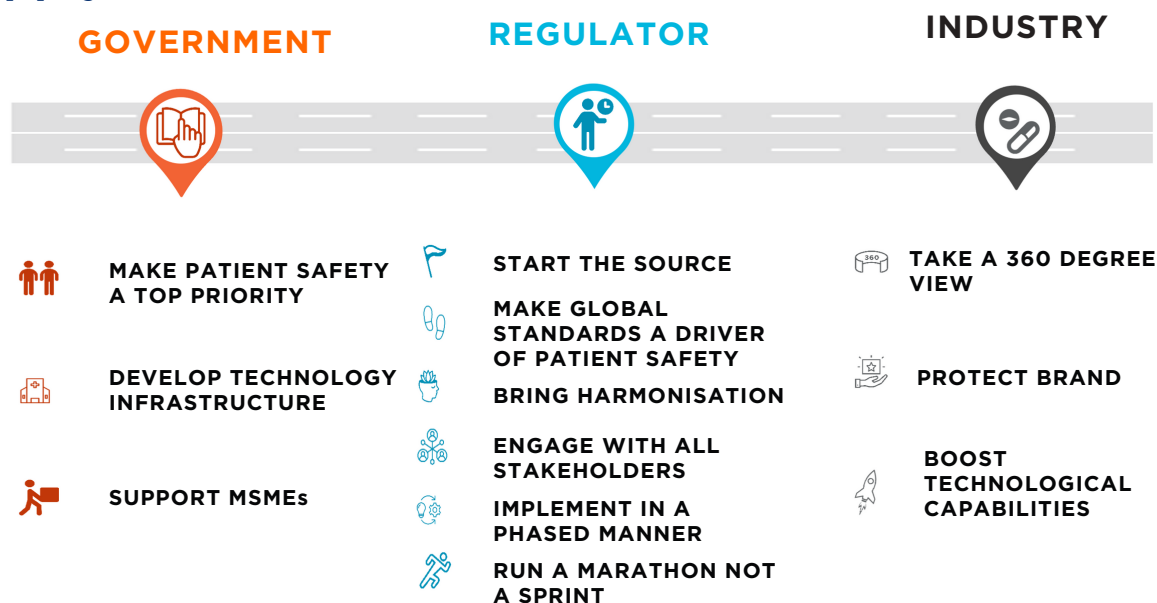 GOVERNMENT
MAKE PATIENT SAFETY
A TOP PRIORITY
DEVELOP TECHNOLOGY
INFRASTRUCTURE
SUPPORT MSMEs
REGULATOR
START THE SOURCE
MAKE GLOBAL
STANDARDS A DRIVER
OF PATIENT SAFETY
BRING HARMONISATION
ENGAGE WITH ALL
STAKEHOLDERS
IMPLEMENT IN A
PHASED MANNER
RUN A MARATHON NOT
A SPRINT
INDUSTRY
360
TAKE A 360 DEGREE
VIEW
PROTECT BRAND
BOOST
TECHNOLOGICAL
CAPABILITIES